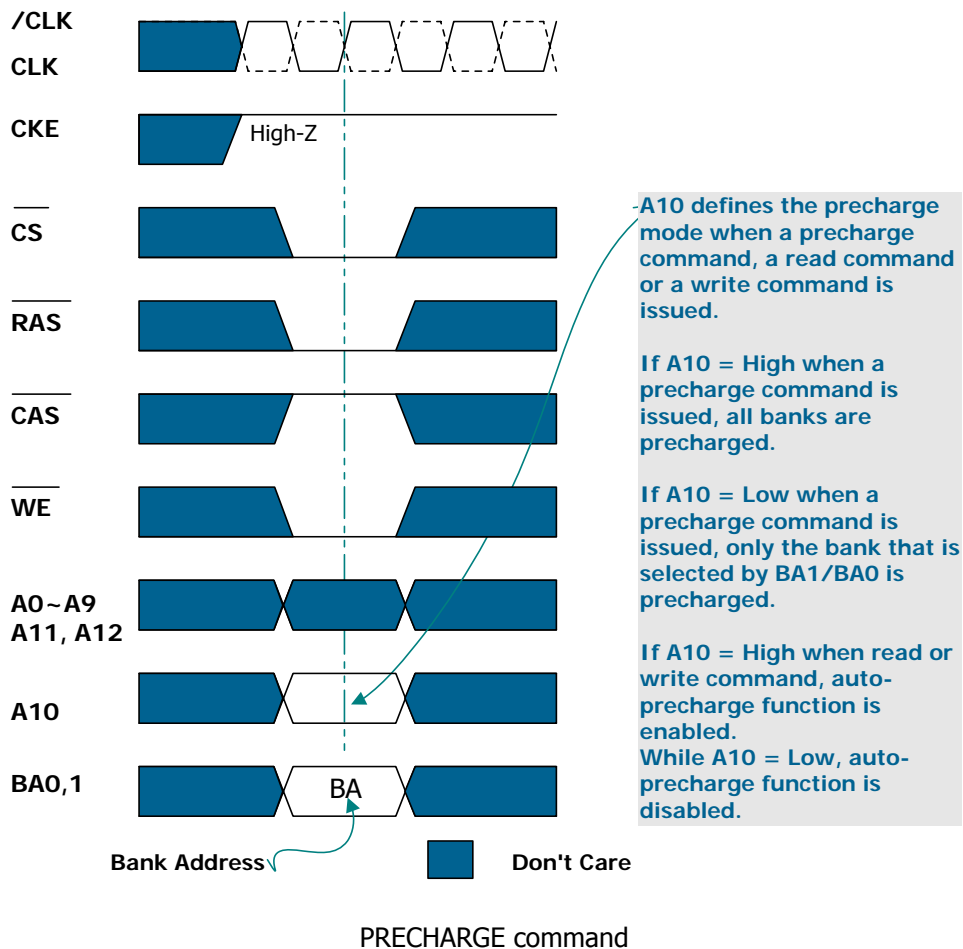 /CLK
CLK
CKE
High-Z
CS
RAS
CAS
WE
A0~A9
A11, A12
A10
BA0,1
BA
Bank Address
Don't Care
A10 defines the precharge
mode when a precharge
command, a read command
or a write command is
issued.
If A10 = High when a
precharge command is
issued, all banks are
precharged.
If A10 = Low when a
precharge command is
issued, only the bank that is
selected by BA1/BA0 is
precharged.
If A10 = High when read or
write command, auto-
precharge function is
enabled.
While A10 = Low, auto-
precharge function is
disabled.
PRECHARGE command